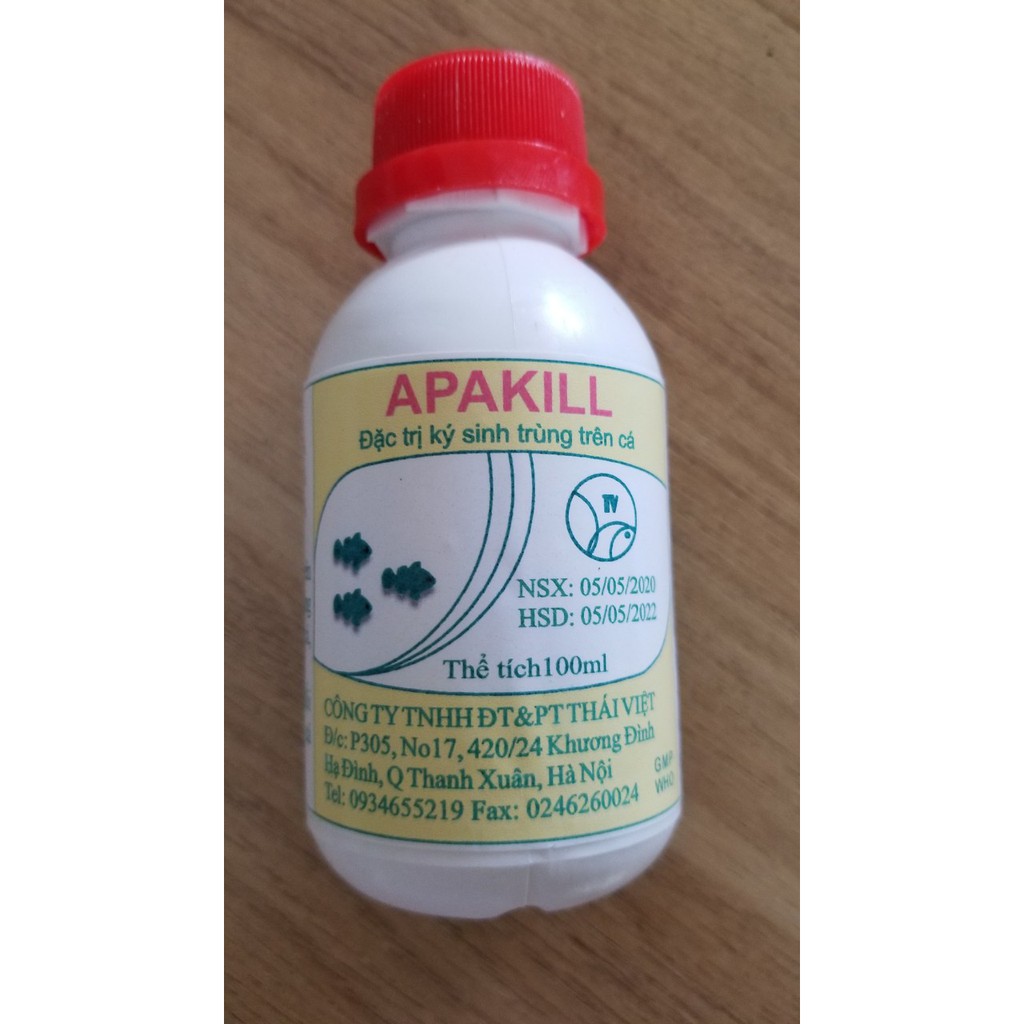 APAKILL
Đặc trị ký sinh trùng trên cá
TV
NSX: 05/05/2020
HSD: 05/05/2022
Thể tích100ml
CÔNG TY TNHH ĐT&PT THÁI VIỆT
Đ/c: P305, No17, 420/24 Khương Đình
Hạ Đình, Q Thanh Xuân, Hà Nội
Tel: 0934655219 Fax: 0246260024
GMP
WHO